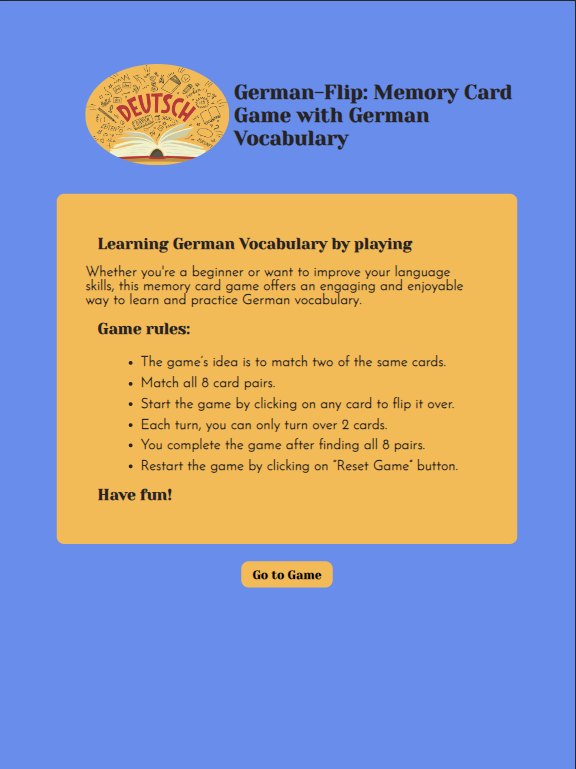 DEUTSCH
German-Flip: Memory Card
Game with German
Vocabulary
Learning German Vocabulary by playing
Whether you're a beginner or want to improve your language
skills, this memory card game offers an engaging and enjoyable
way to learn and practice German vocabulary.
Game rules:
• The game's idea is to match two of the same cards.
• Match all 8 card pairs.
• Start the game by clicking on any card to flip it over.
• Each turn, you can only turn over 2 cards.
• You complete the game after finding all 8 pairs.
• Restart the game by clicking on "Reset Game" button.
Have fun!
Go to Game